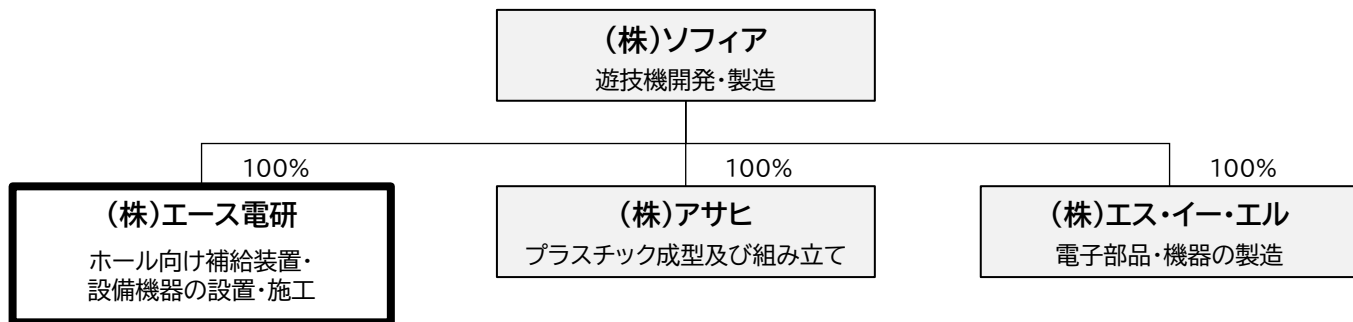 (株)ソフィア
遊技機開発・製造
100%
100%
100%
(株)エース電研
ホール向け補給装置・
設備機器の設置・施工
(株)アサヒ
プラスチック成型及び組み立て
(株)エス・イー・エル
電子部品・機器の製造